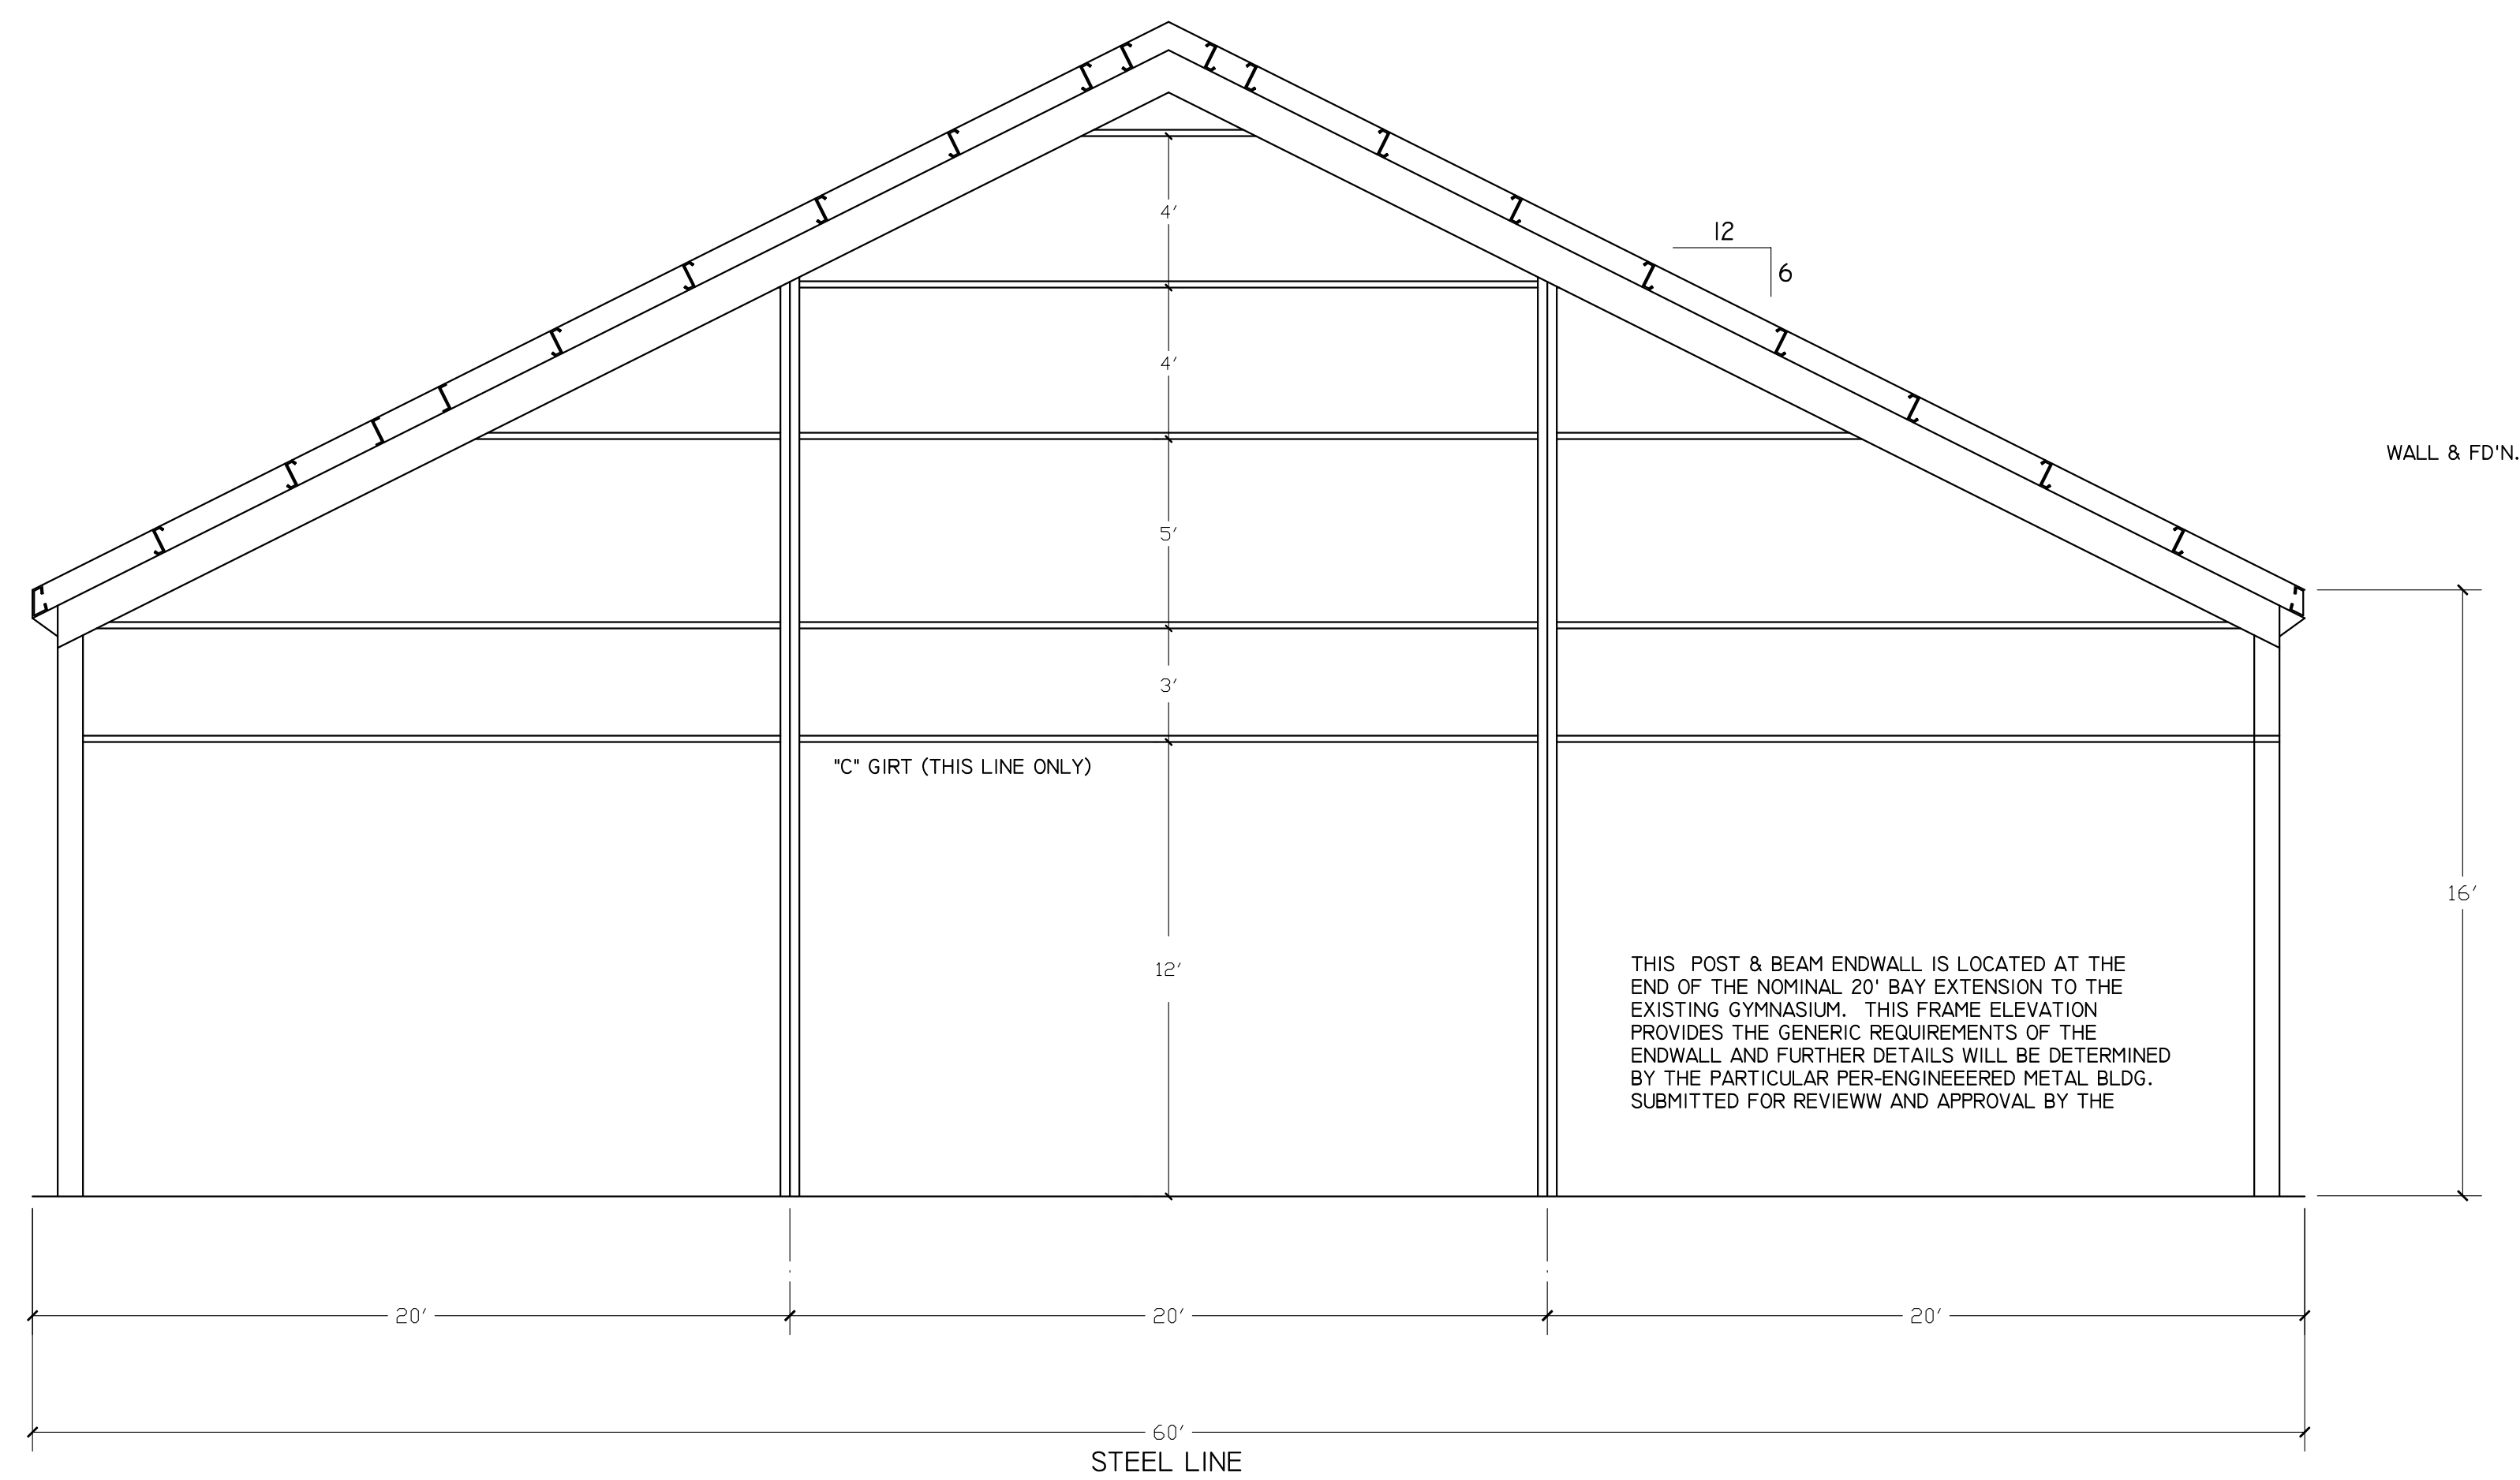 4'
12
6
4'
WALL & FD'N.
5'
3'
"C" GIRT (THIS LINE ONLY)
16'
12'
THIS POST & BEAM ENDWALL IS LOCATED AT THE
END OF THE NOMINAL 20' BAY EXTENSION TO THE
EXISTING GYMNASIUM. THIS FRAME ELEVATION
PROVIDES THE GENERIC REQUIREMENTS OF THE
ENDWALL AND FURTHER DETAILS WILL BE DETERMINED
BY THE PARTICULAR PER-ENGINEEERED METAL BLDG.
SUBMITTED FOR REVIEWW AND APPROVAL BY THE
20' 20' 20'
60'
STEEL LINE